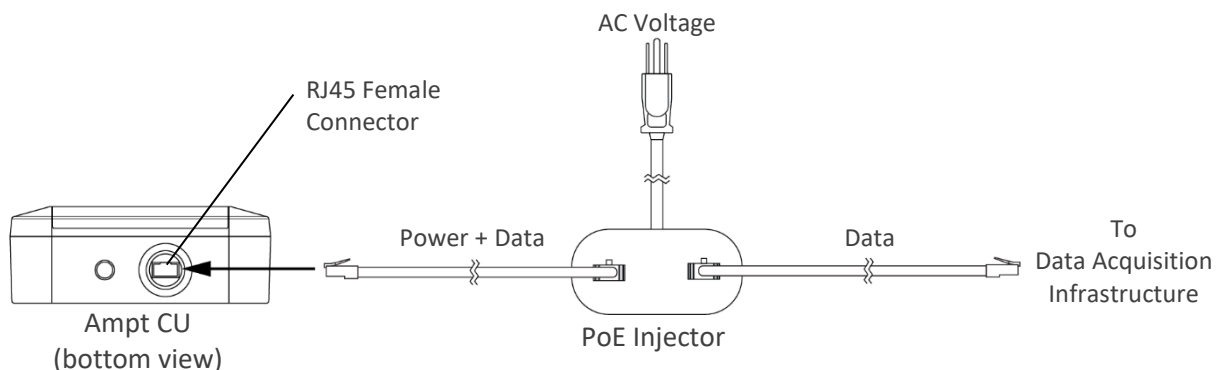 AC Voltage
RJ45 Female
Connector
Power + Data
Data
To
Data Acquisition
Infrastructure
Ampt CU
(bottom view)
PoE Injector